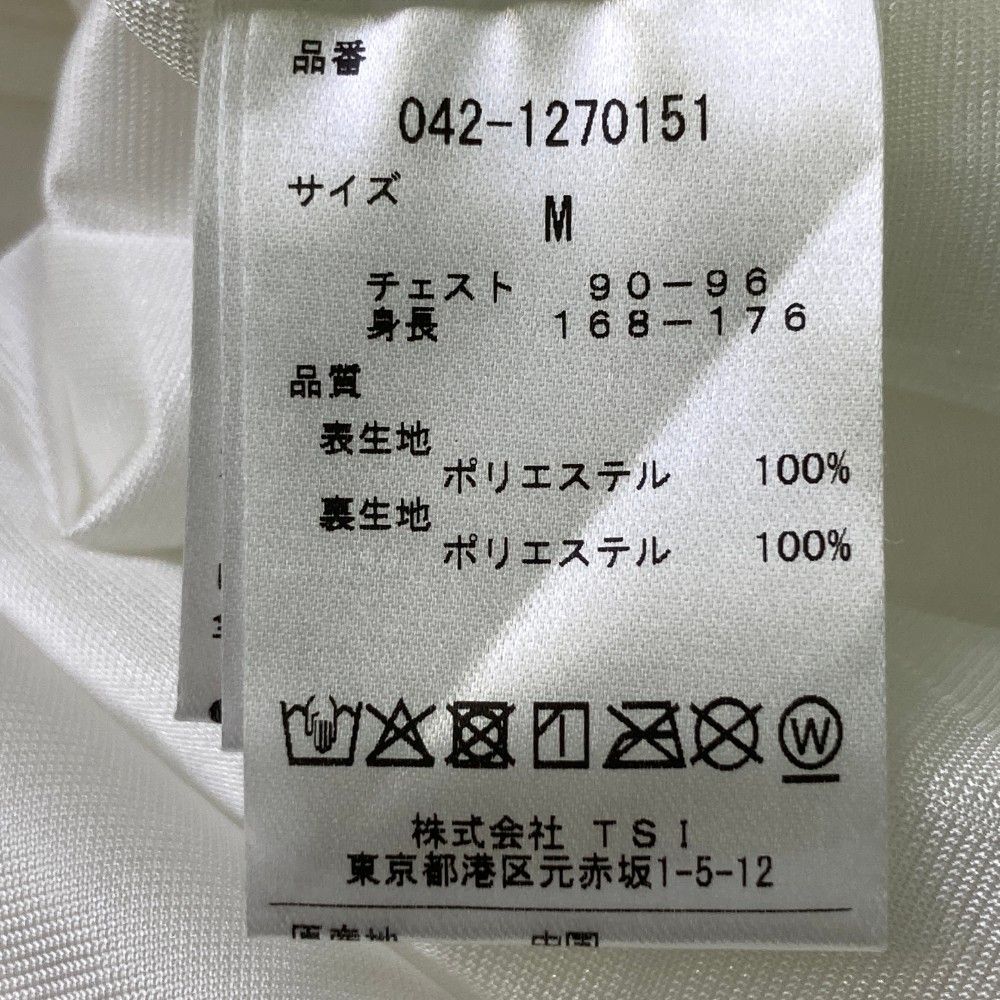 品番
042-1270151
サイズ
M
チェスト 90-96
身長 168-176
品質
表生地
ポリエステル 100%
裏生地
ポリエステル 100%
W
株式会社 TSI
東京都港区元赤坂1-5-12